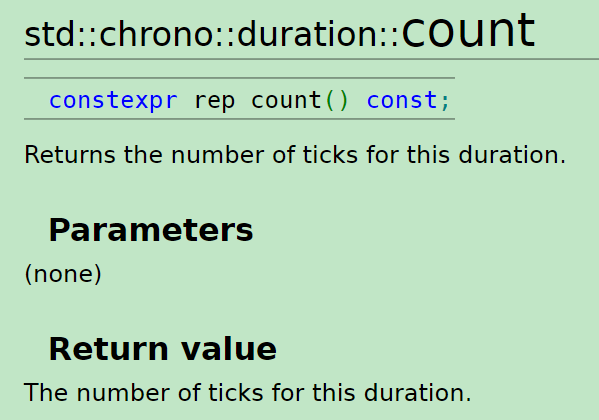 std::chrono::duration::count
constexpr rep count() const;
Returns the number of ticks for this duration.
Parameters
(none)
Return value
The number of ticks for this duration.